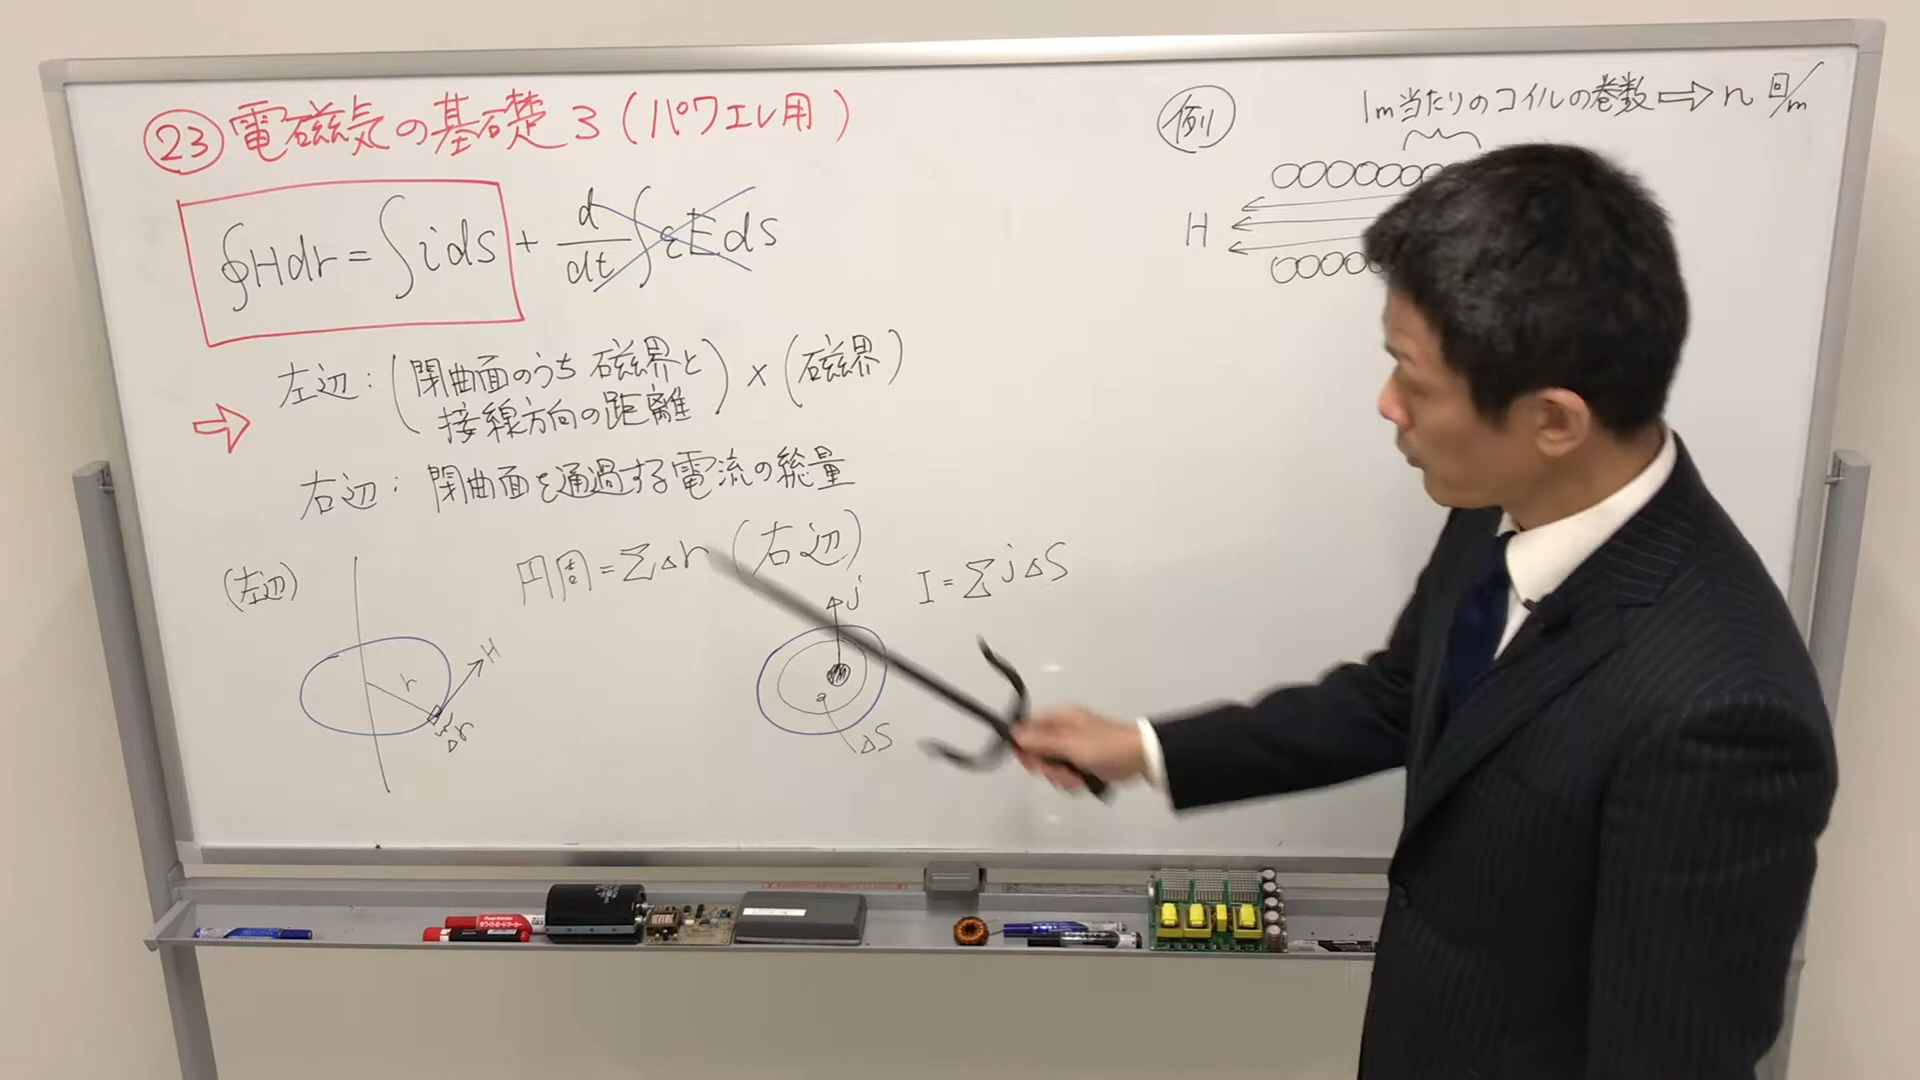 ㉓ 電磁気の基礎 3 (パワエレ用)
∮Hdr = ∫ids + d/dt ∫εEds
左辺: (閉曲面のうち磁界と
接線方向の距離) × (磁界)
⇨
右辺: 閉曲面を通過する電流の総量
(左辺)
円周=ΣΔr
H
r
Δr
(右辺)
I=ΣjΔS
j
ΔS
例
1m当たりのコイルの巻数⇨n 回/m
H